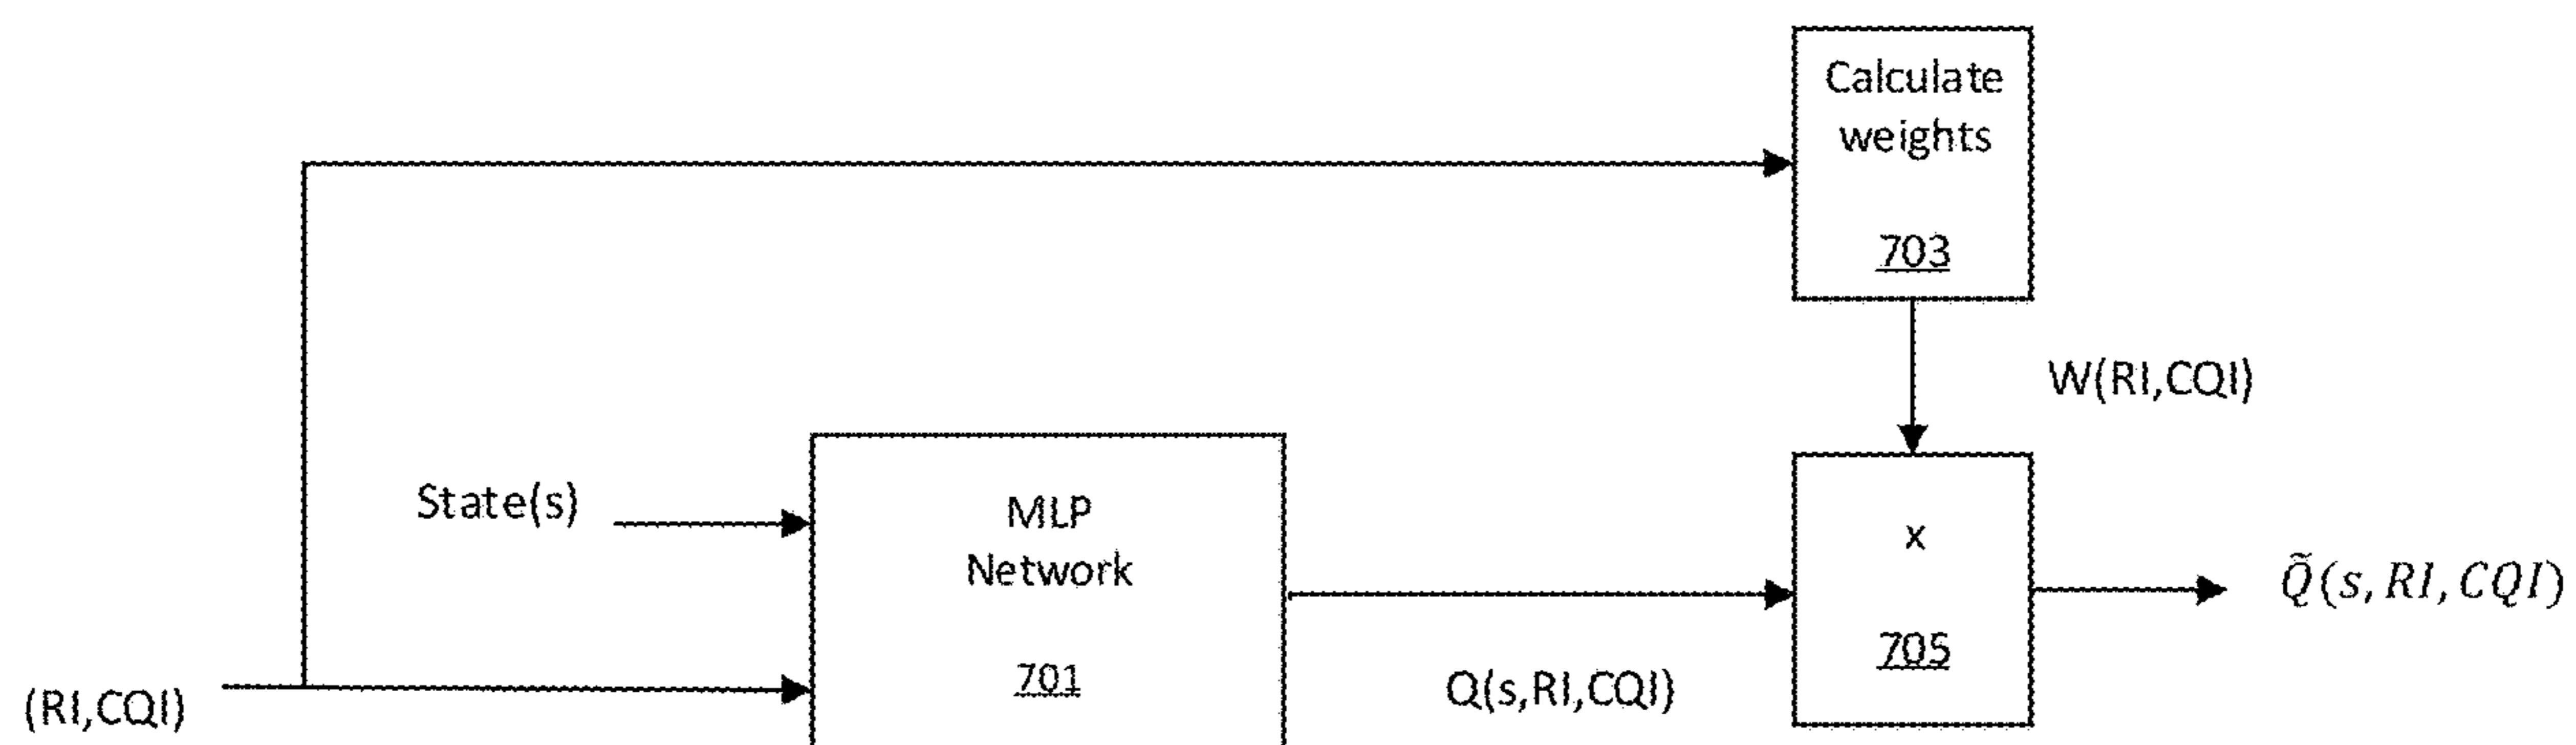 Calculate
weights
703
W(RI,CQI)
State(s)
MLP
Network
701
x
705
Q̃(s, RI, CQI)
Q(s,RI,CQI)
(RI,CQI)